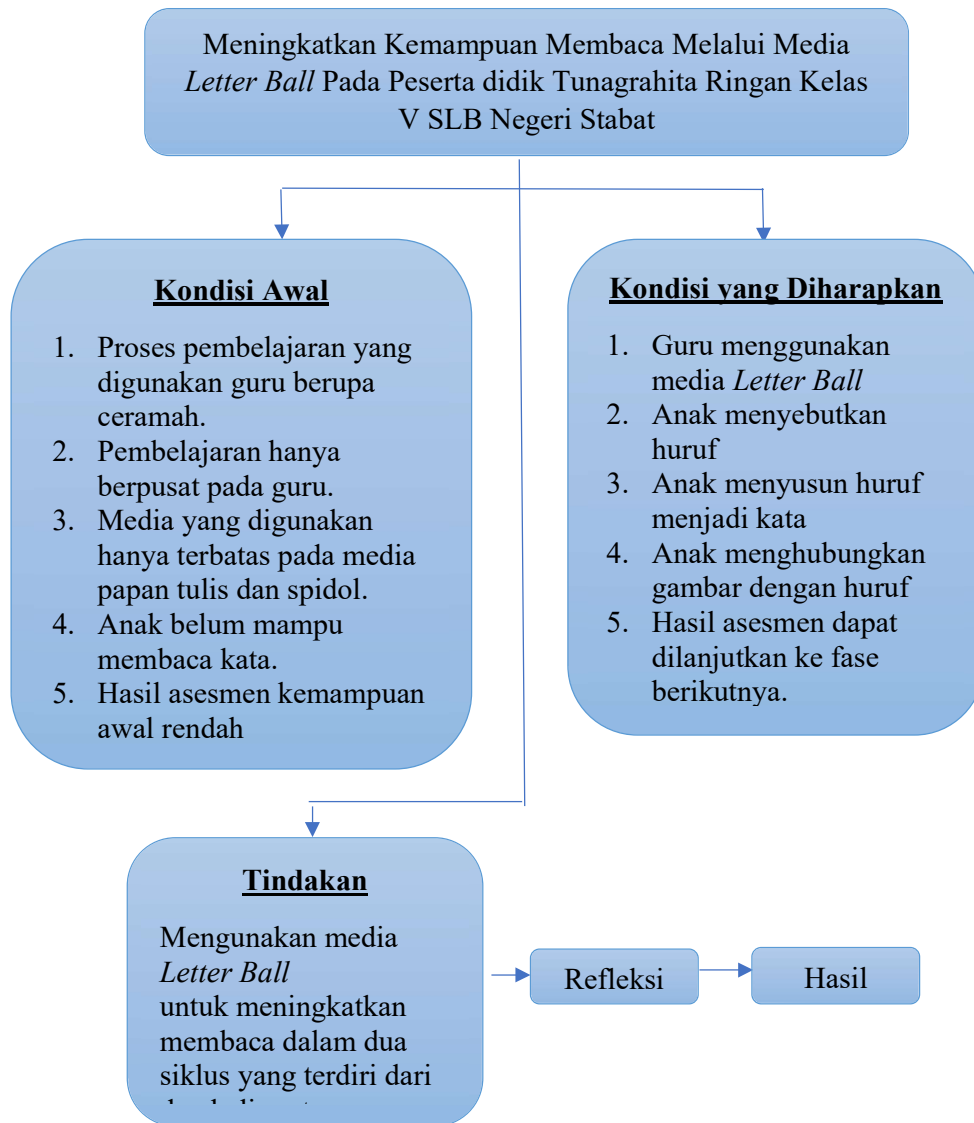 Meningkatkan Kemampuan Membaca Melalui Media
Letter Ball Pada Peserta didik Tunagrahita Ringan Kelas
V SLB Negeri Stabat
Kondisi Awal
1. Proses pembelajaran yang
digunakan guru berupa
ceramah.
2. Pembelajaran hanya
berpusat pada guru.
3. Media yang digunakan
hanya terbatas pada media
papan tulis dan spidol.
4. Anak belum mampu
membaca kata.
5. Hasil asesmen kemampuan
awal rendah
Kondisi yang Diharapkan
1. Guru menggunakan
media Letter Ball
2. Anak menyebutkan
huruf
3. Anak menyusun huruf
menjadi kata
4. Anak menghubungkan
gambar dengan huruf
5. Hasil asesmen dapat
dilanjutkan ke fase
berikutnya.
Tindakan
Mengunakan media
Letter Ball
untuk meningkatkan
membaca dalam dua
siklus yang terdiri dari
Refleksi
Hasil